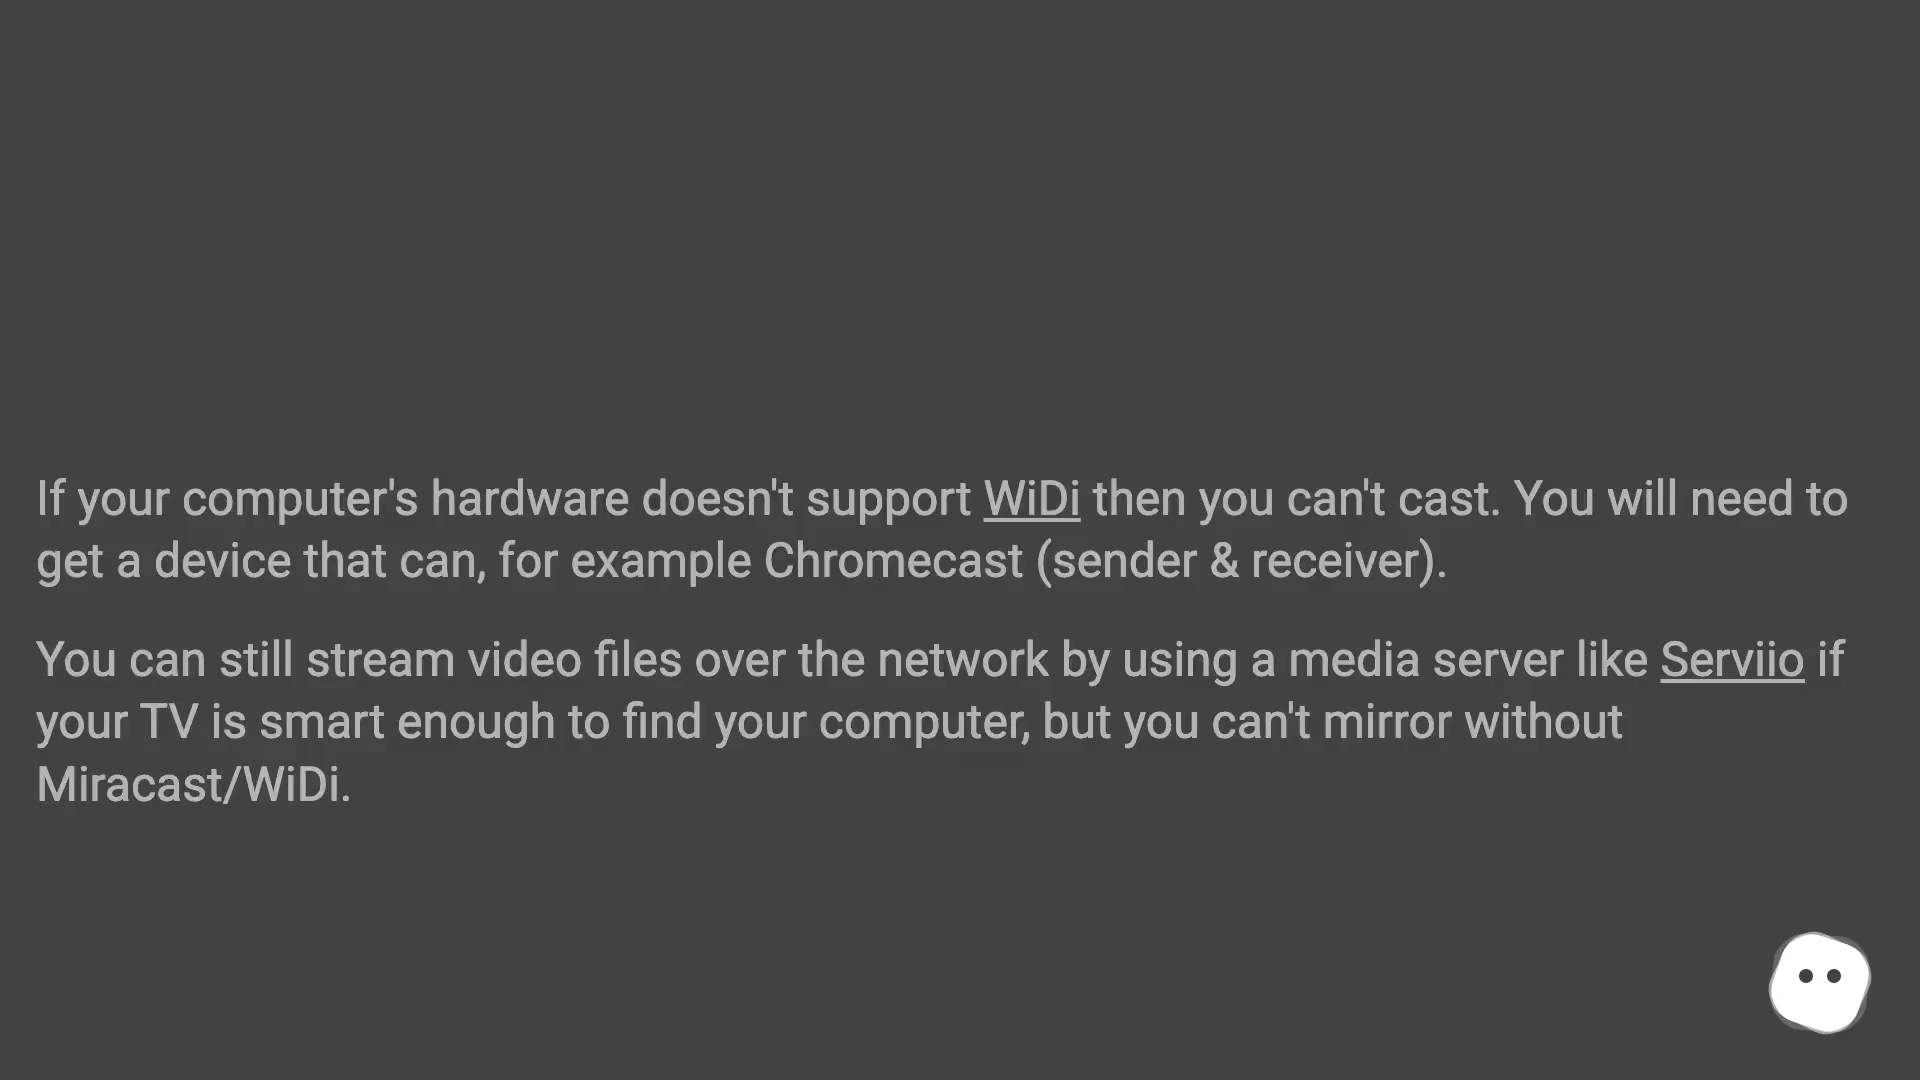 If your computer's hardware doesn't support WiDi then you can't cast. You will need to
get a device that can, for example Chromecast (sender & receiver).
You can still stream video files over the network by using a media server like Serviio if
your TV is smart enough to find your computer, but you can't mirror without
Miracast/WiDi.